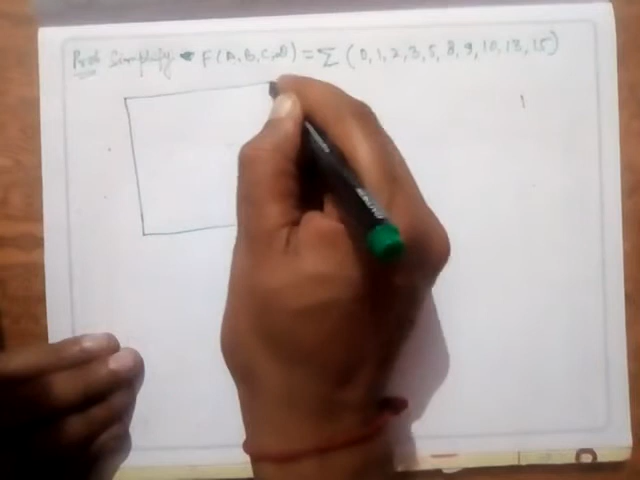 Prob Simplify F(A,B,C,D) = Σ (0,1,2,3,5,8,9,10,13,15)